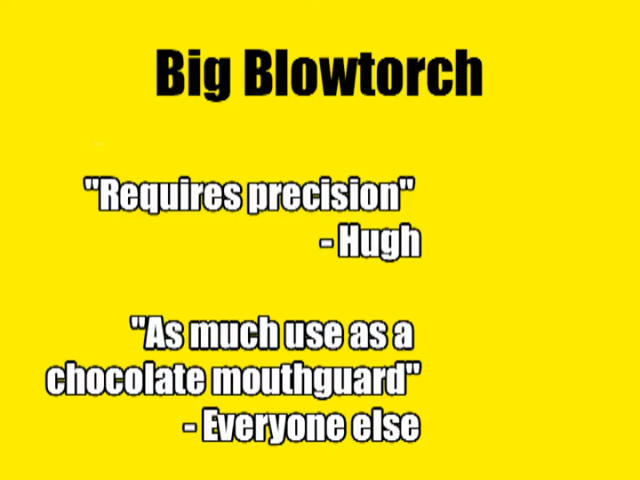 Big Blowtorch
"Requires precision"
- Hugh
"As much use as a
chocolate mouthguard"
- Everyone else